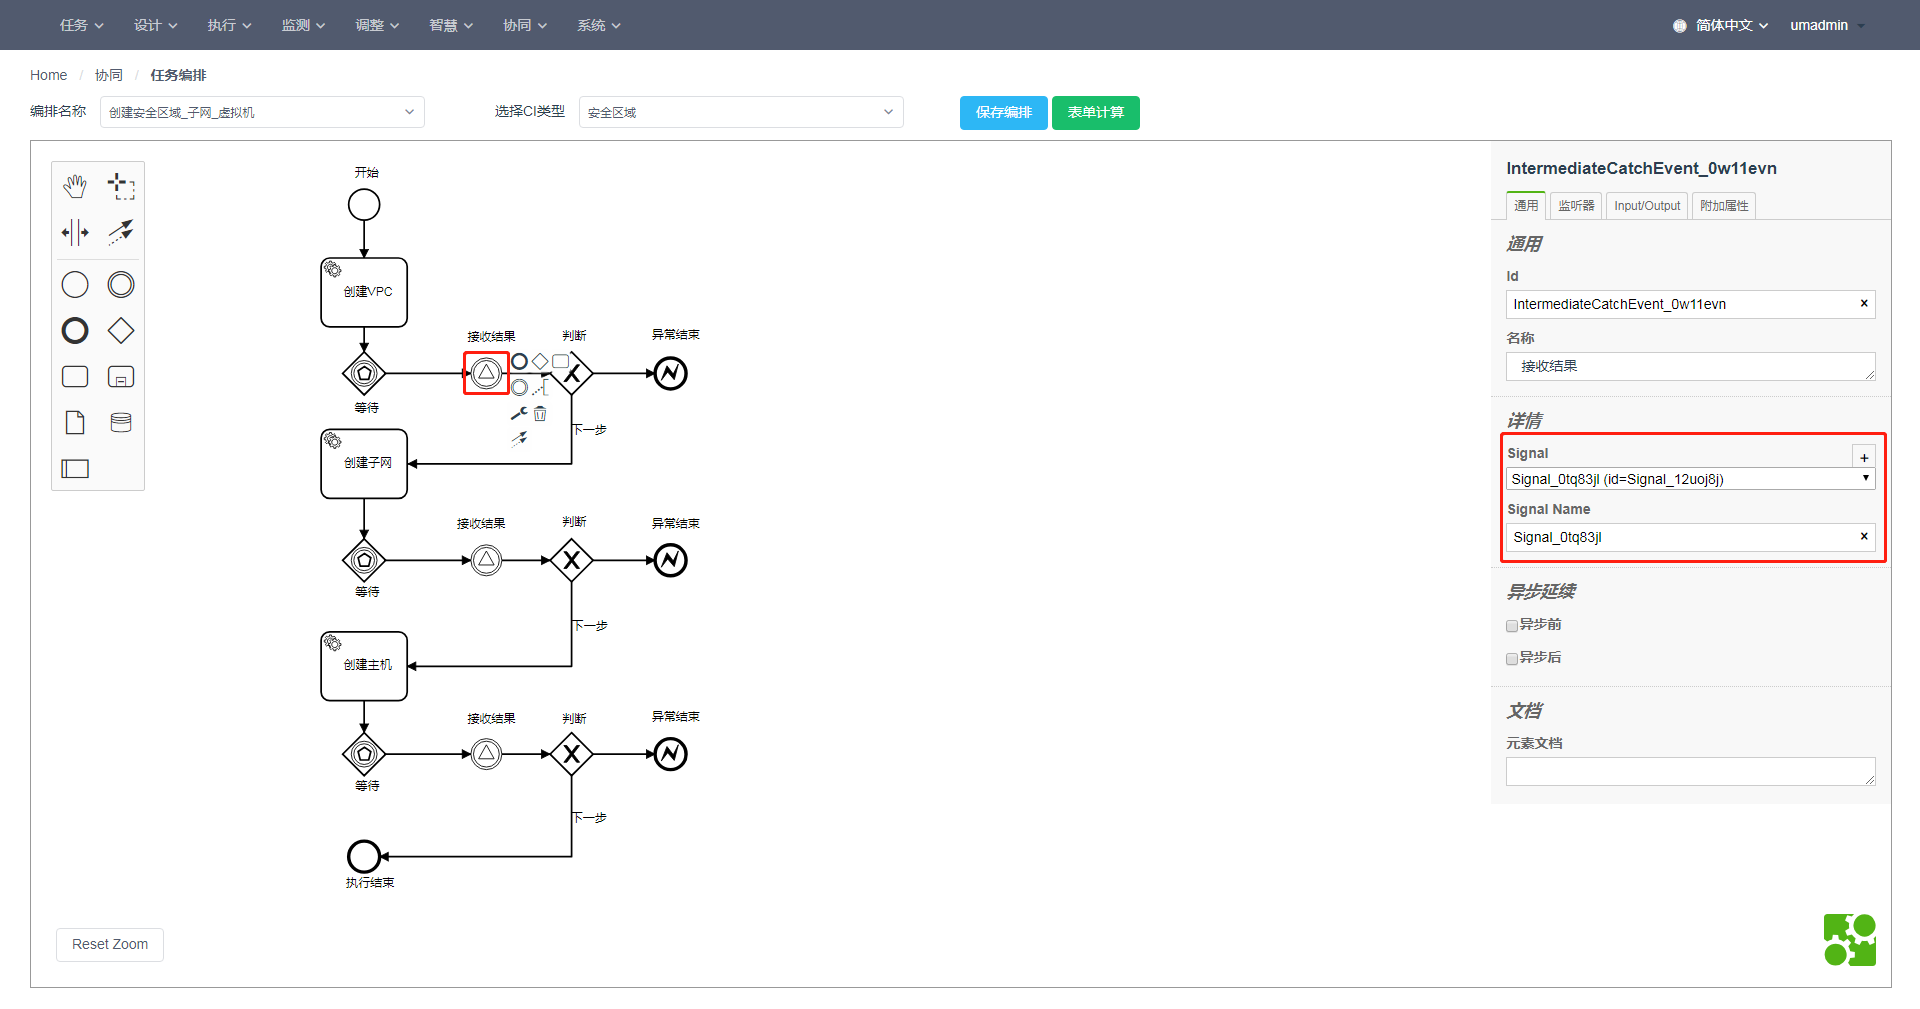 任务 设计 执行 监测 调整 智慧 协同 系统 简体中文 umadmin
Home / 协同 / 任务编排
编排名称 创建安全区域_子网_虚拟机 选择CI类型 安全区域 保存编排 表单计算
开始
创建VPC
接收结果 判断 异常结束
等待
下一步
创建子网
接收结果 判断 异常结束
等待
下一步
创建主机
接收结果 判断 异常结束
等待
下一步
执行结束
Reset Zoom
IntermediateCatchEvent_0w11evn
通用 监听器 Input/Output 附加属性
通用
Id
IntermediateCatchEvent_0w11evn ×
名称
接收结果
详情
Signal +
Signal_0tq83jl (id=Signal_12uoj8j)
Signal Name
Signal_0tq83jl ×
异步延续
异步前
异步后
文档
元素文档